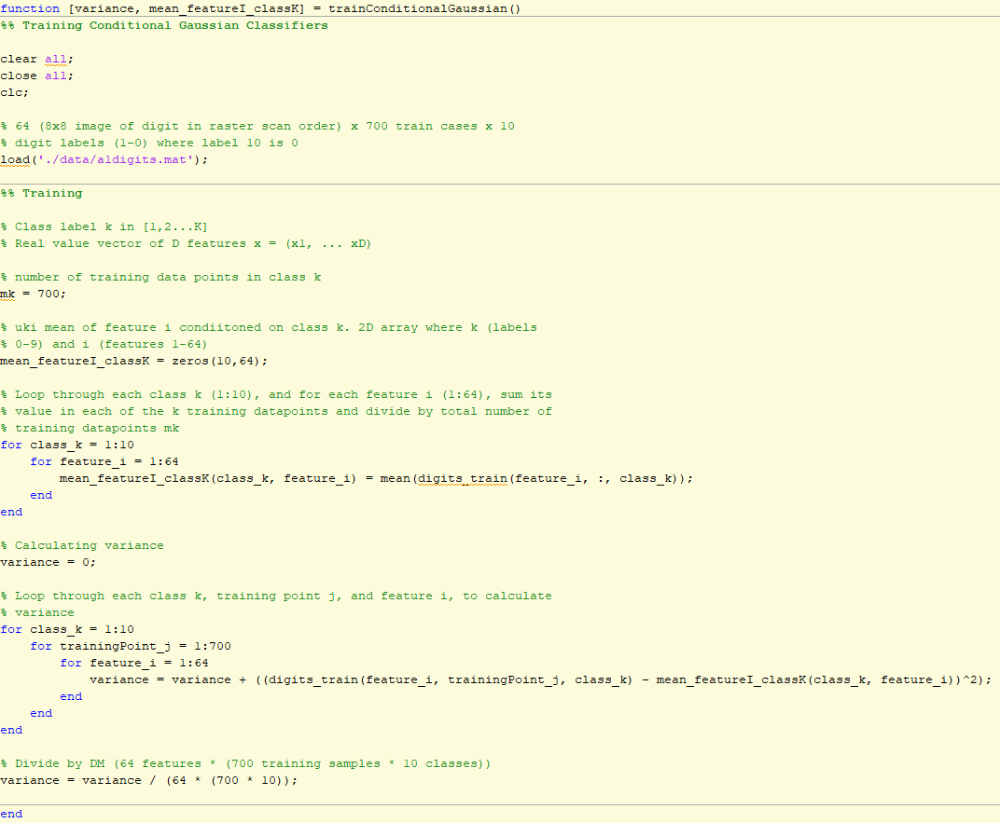 function [variance, mean_featureI_classK] = trainConditionalGaussian()
%% Training Conditional Gaussian Classifiers
clear all;
close all;
clc;
% 64 (8x8 image of digit in raster scan order) x 700 train cases x 10
% digit labels (1-0) where label 10 is 0
load('./data/a1digits.mat');
%% Training
% Class label k in [1,2...K]
% Real value vector of D features x = (x1, ... xD)
% number of training data points in class k
mk = 700;
% uki mean of feature i condiitoned on class k. 2D array where k (labels
% 0-9) and i (features 1-64)
mean_featureI_classK = zeros(10,64);
% Loop through each class k (1:10), and for each feature i (1:64), sum its
% value in each of the k training datapoints and divide by total number of
% training datapoints mk
for class_k = 1:10
    for feature_i = 1:64
        mean_featureI_classK(class_k, feature_i) = mean(digits_train(feature_i, :, class_k));
    end
end
% Calculating variance
variance = 0;
% Loop through each class k, training point j, and feature i, to calculate
% variance
for class_k = 1:10
    for trainingPoint_j = 1:700
        for feature_i = 1:64
            variance = variance + ((digits_train(feature_i, trainingPoint_j, class_k) - mean_featureI_classK(class_k, feature_i))^2);
        end
    end
end
% Divide by DM (64 features * (700 training samples * 10 classes))
variance = variance / (64 * (700 * 10));
end